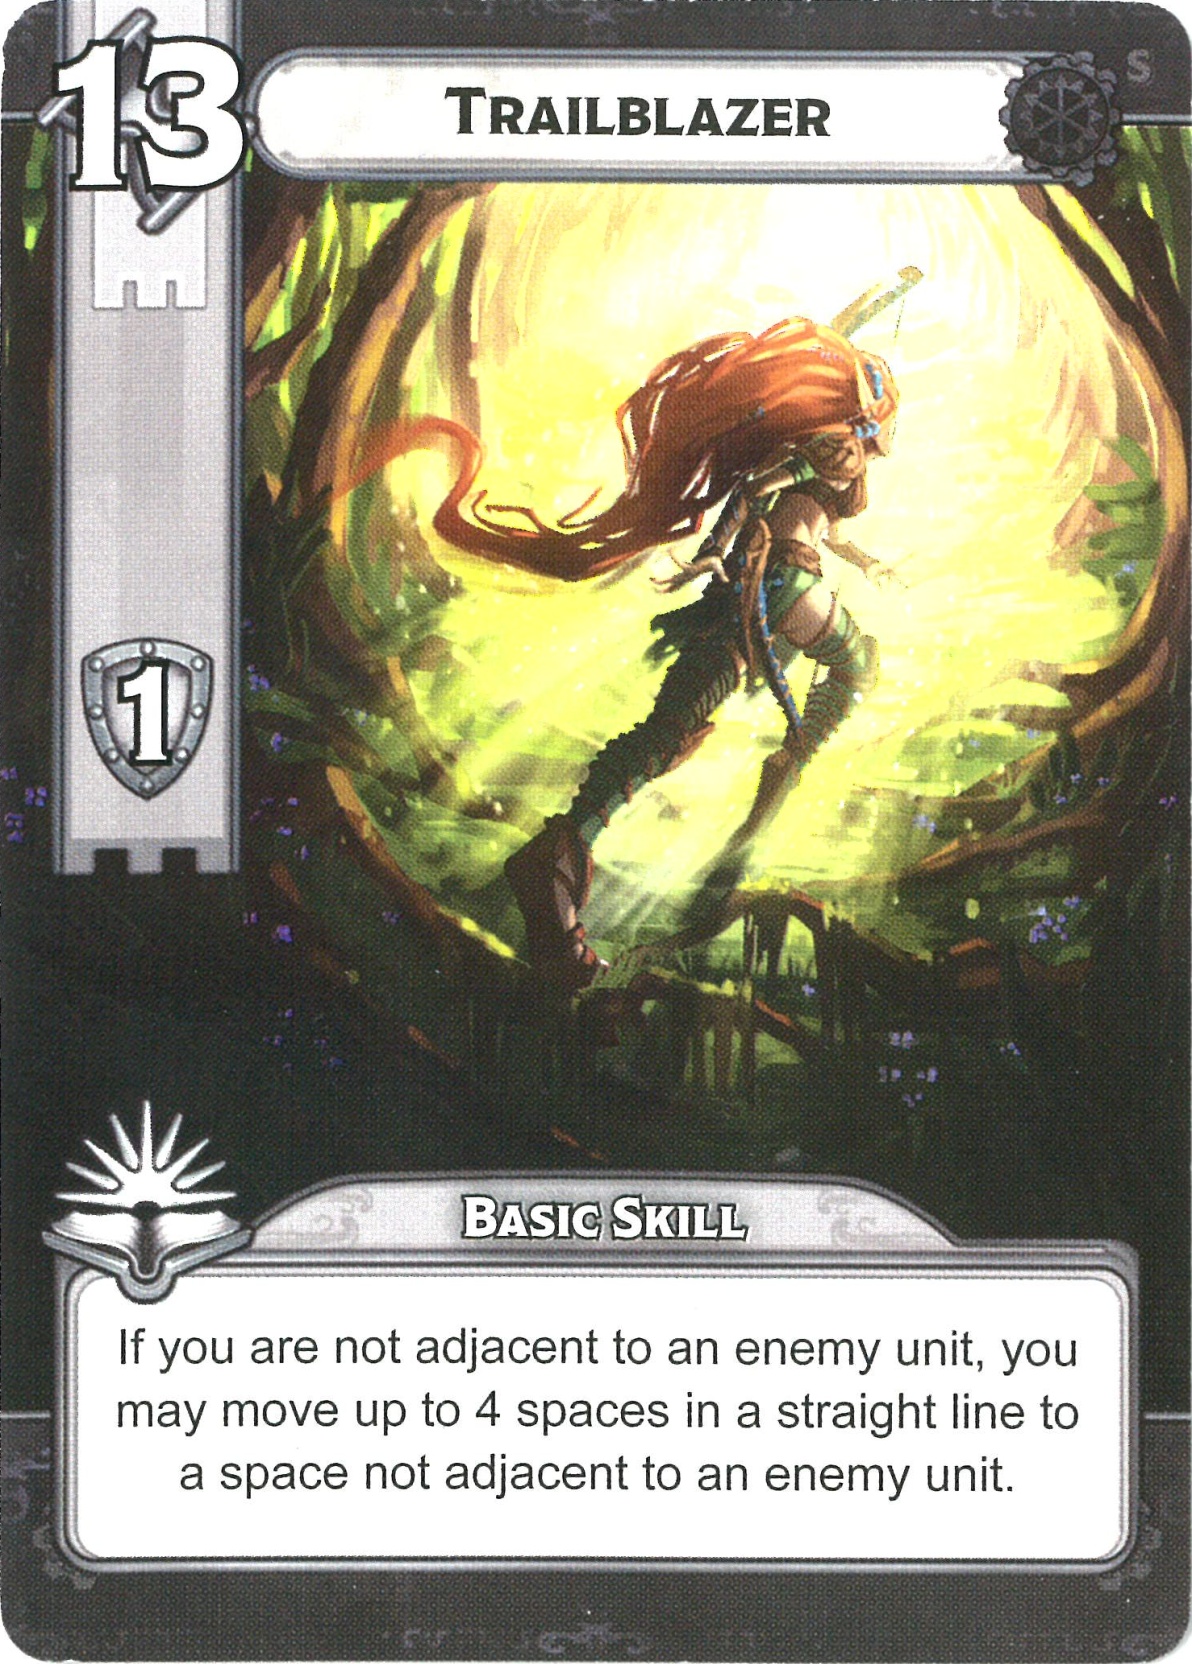 13
TRAILBLAZER
S
1
BASIC SKILL
If you are not adjacent to an enemy unit, you
may move up to 4 spaces in a straight line to
a space not adjacent to an enemy unit.